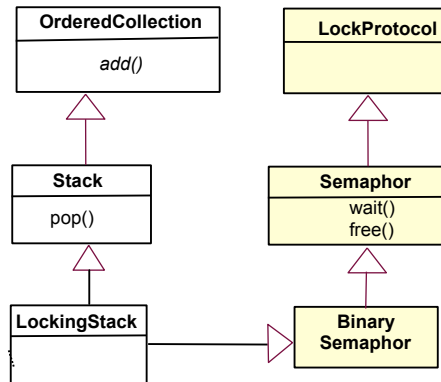 OrderedCollection
add()
LockProtocol
Stack
pop()
Semaphor
wait()
free()
LockingStack
Binary
Semaphor